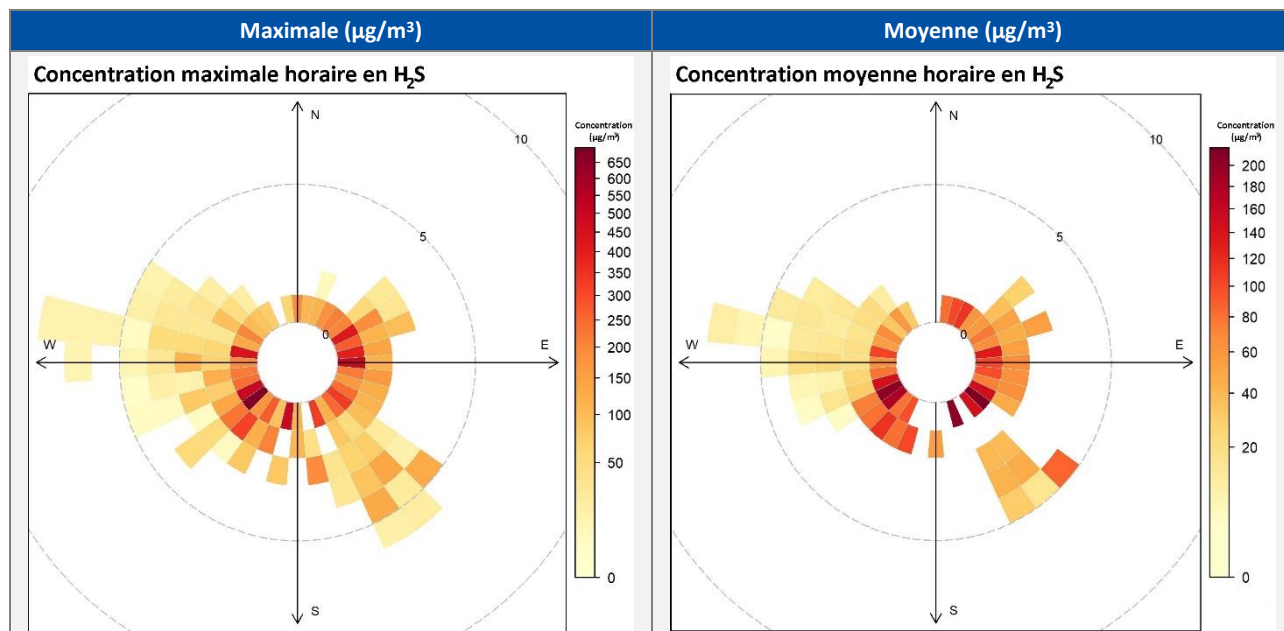 Maximale (µg/m³)
Moyenne (µg/m³)
Concentration maximale horaire en H₂S
Concentration
(µg/m³)
N
10
5
0
W
E
S
650
600
550
500
450
400
350
300
250
200
150
100
50
0
Concentration moyenne horaire en H₂S
Concentration
(µg/m³)
N
10
5
0
W
E
S
200
180
160
140
120
100
80
60
40
20
0